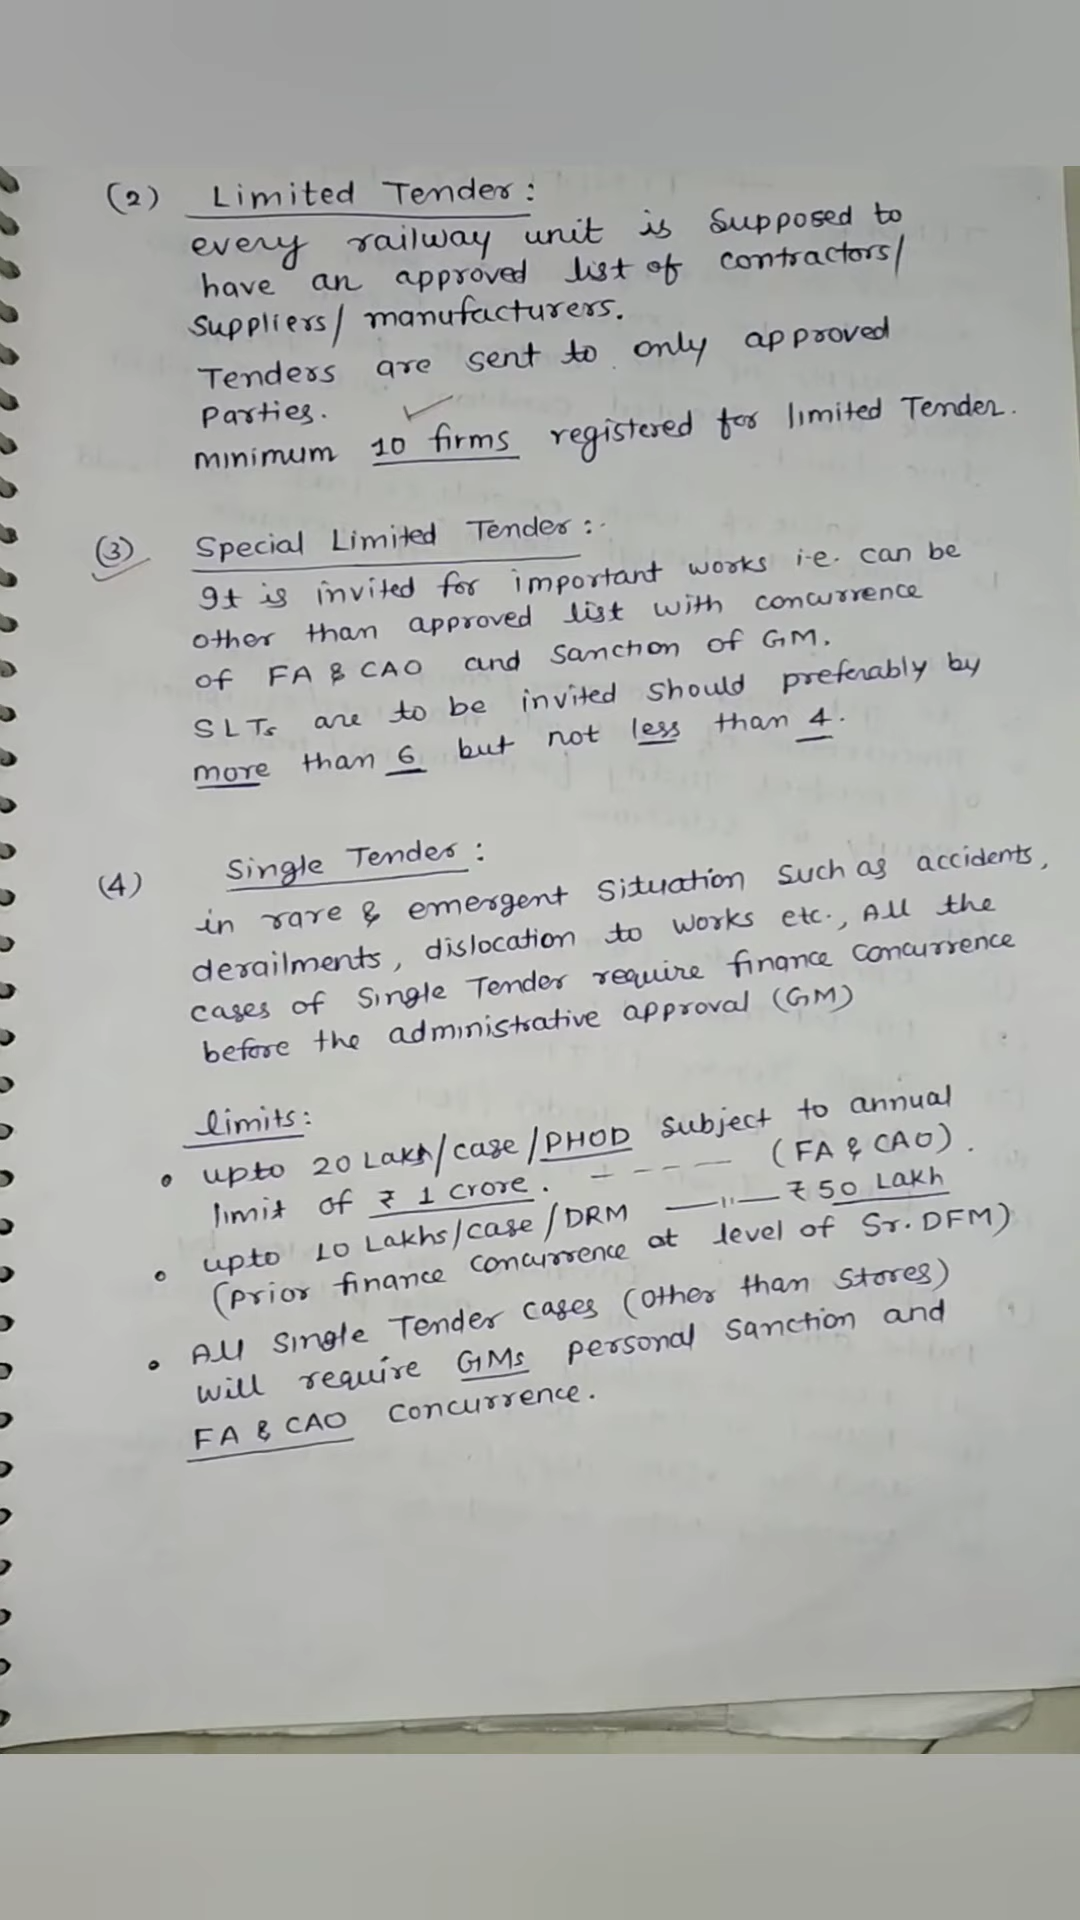 (2) Limited Tender:
every railway unit is supposed to
have an approved list of contractors/
suppliers/ manufacturers.
Tenders are sent to only approved
Parties.
minimum 10 firms registered for limited Tender.
(3) Special Limited Tender:
It is invited for important works i.e. can be
other than approved list with concurrence
of FA & CAO and sanction of GM.
SLTs are to be invited should preferably by
more than 6 but not less than 4.
(4) Single Tender:
in rare & emergent situation such as accidents,
derailments, dislocation to works etc., All the
cases of Single Tender require finance concurrence
before the administrative approval (GM)
limits:
• upto 20 Lakh/case/PHOD subject to annual
limit of ₹ 1 crore. - - - - - (FA & CAO).
• upto 10 Lakhs/case/DRM —〃— ₹ 50 Lakh
(prior finance concurrence at level of Sr. DFM)
• All single Tender cases (other than stores)
will require GMs personal sanction and
FA & CAO concurrence.